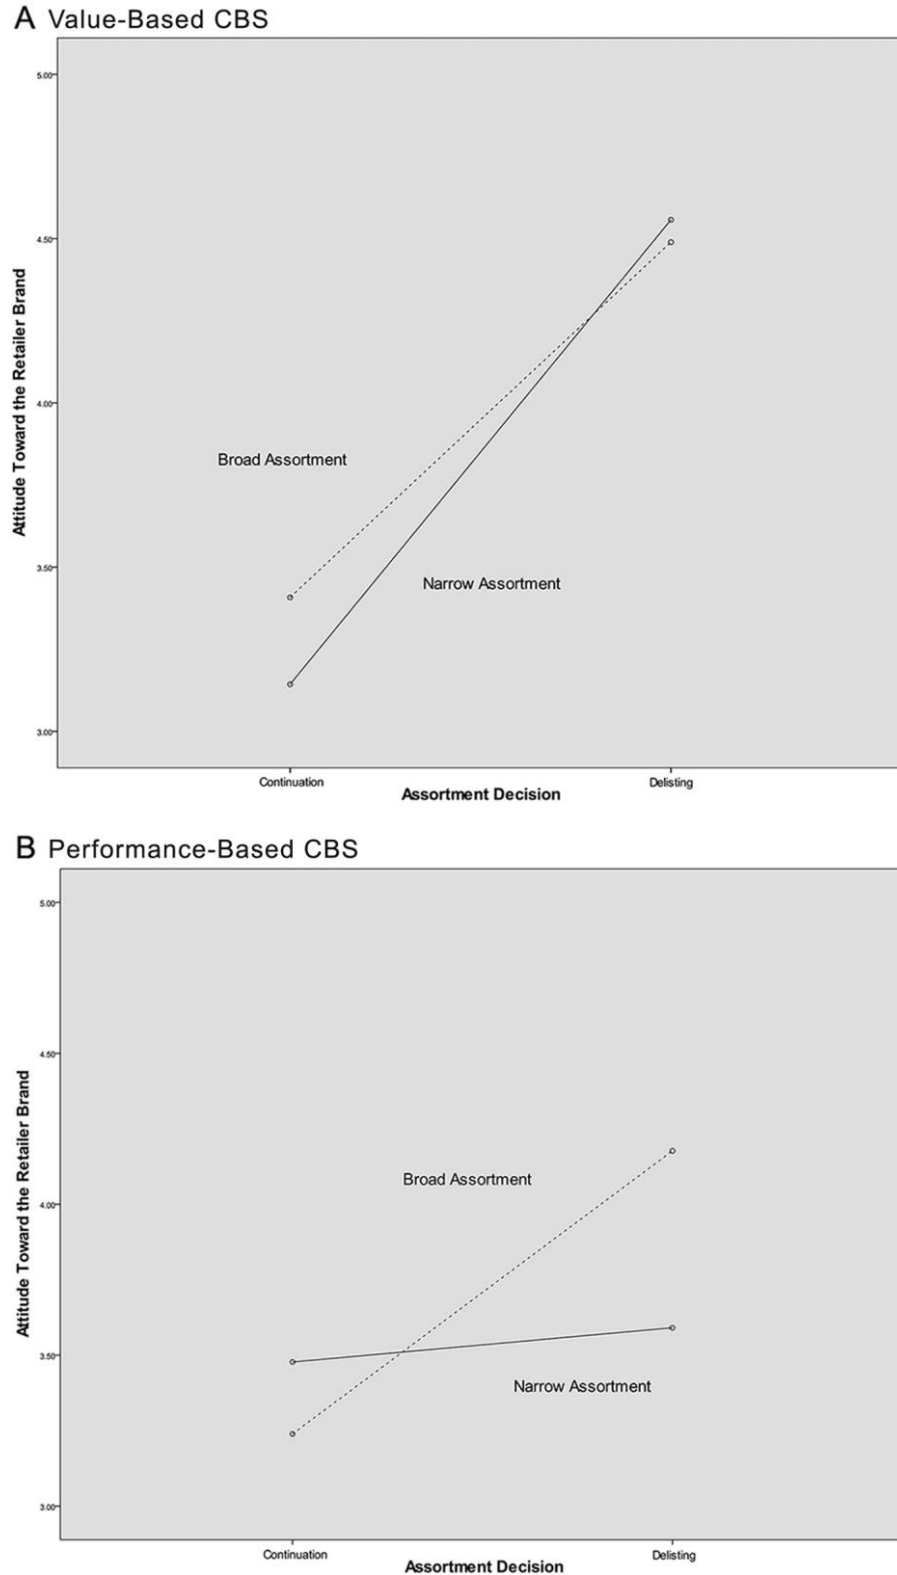 A Value-Based CBS
5.00
4.50
4.00
3.50
3.00
Attitude Toward the Retailer Brand
Broad Assortment
Narrow Assortment
Continuation
Delisting
Assortment Decision
B Performance-Based CBS
5.00
4.50
4.00
3.50
3.00
Attitude Toward the Retailer Brand
Broad Assortment
Narrow Assortment
Continuation
Delisting
Assortment Decision